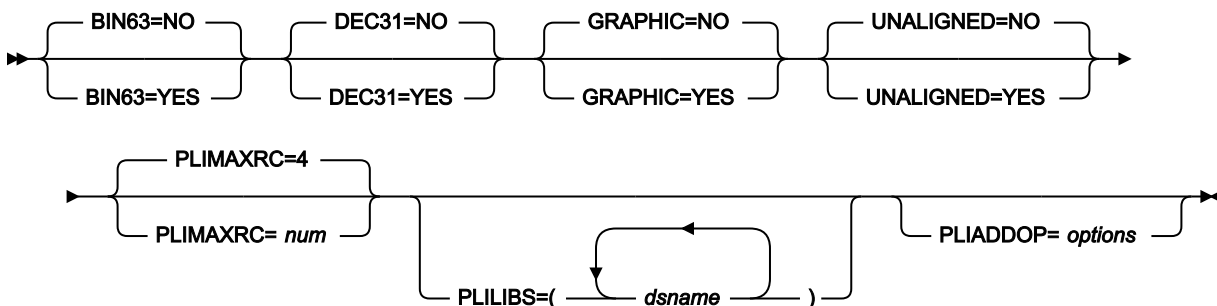 BIN63=NO DEC31=NO GRAPHIC=NO UNALIGNED=NO
BIN63=YES DEC31=YES GRAPHIC=YES UNALIGNED=YES
PLIMAXRC=4
PLIMAXRC= num PLIADDOP= options
PLILIBS=( dsname )